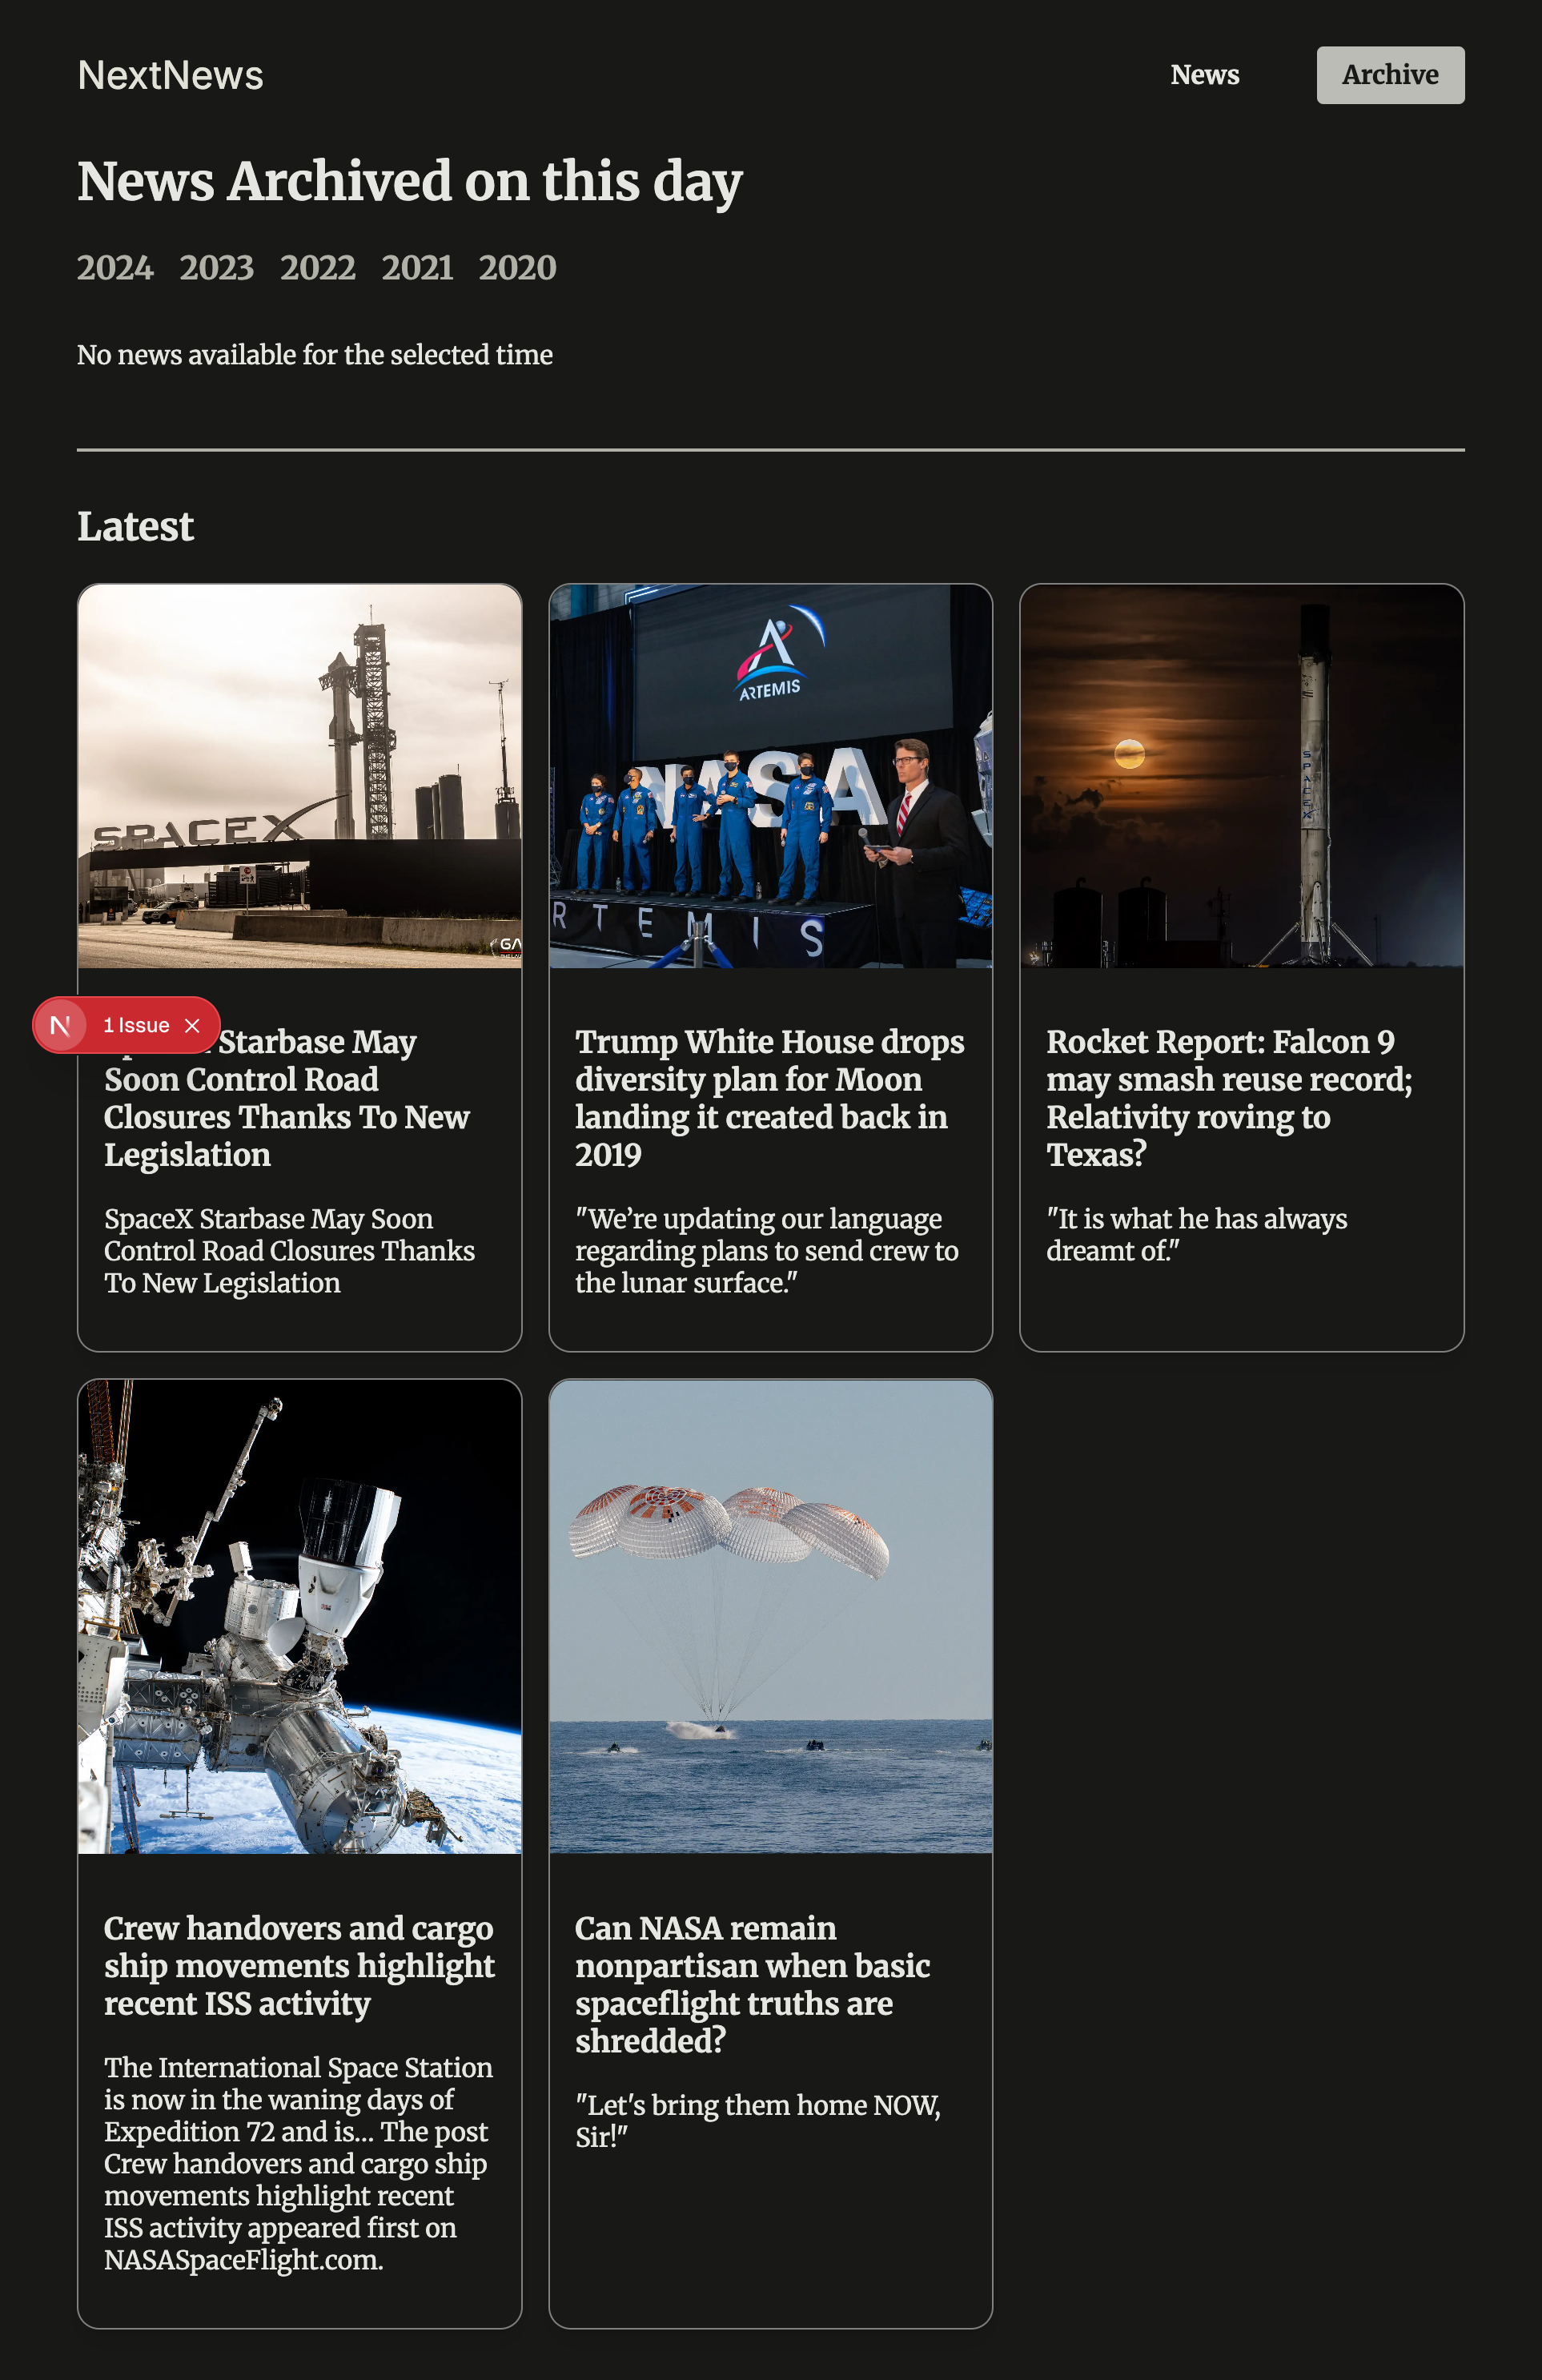 NextNews
News
Archive
News Archived on this day
2024 2023 2022 2021 2020
No news available for the selected time
Latest
SPACEX
ARTEMIS
NASA
RTEMIS
SPACEX
1 Issue
Starbase May
Soon Control Road
Closures Thanks To New
Legislation
SpaceX Starbase May Soon
Control Road Closures Thanks
To New Legislation
Trump White House drops
diversity plan for Moon
landing it created back in
2019
"We’re updating our language
regarding plans to send crew to
the lunar surface."
Rocket Report: Falcon 9
may smash reuse record;
Relativity roving to
Texas?
"It is what he has always
dreamt of."
Crew handovers and cargo
ship movements highlight
recent ISS activity
The International Space Station
is now in the waning days of
Expedition 72 and is... The post
Crew handovers and cargo ship
movements highlight recent
ISS activity appeared first on
NASASpaceFlight.com.
Can NASA remain
nonpartisan when basic
spaceflight truths are
shredded?
"Let's bring them home NOW,
Sir!"